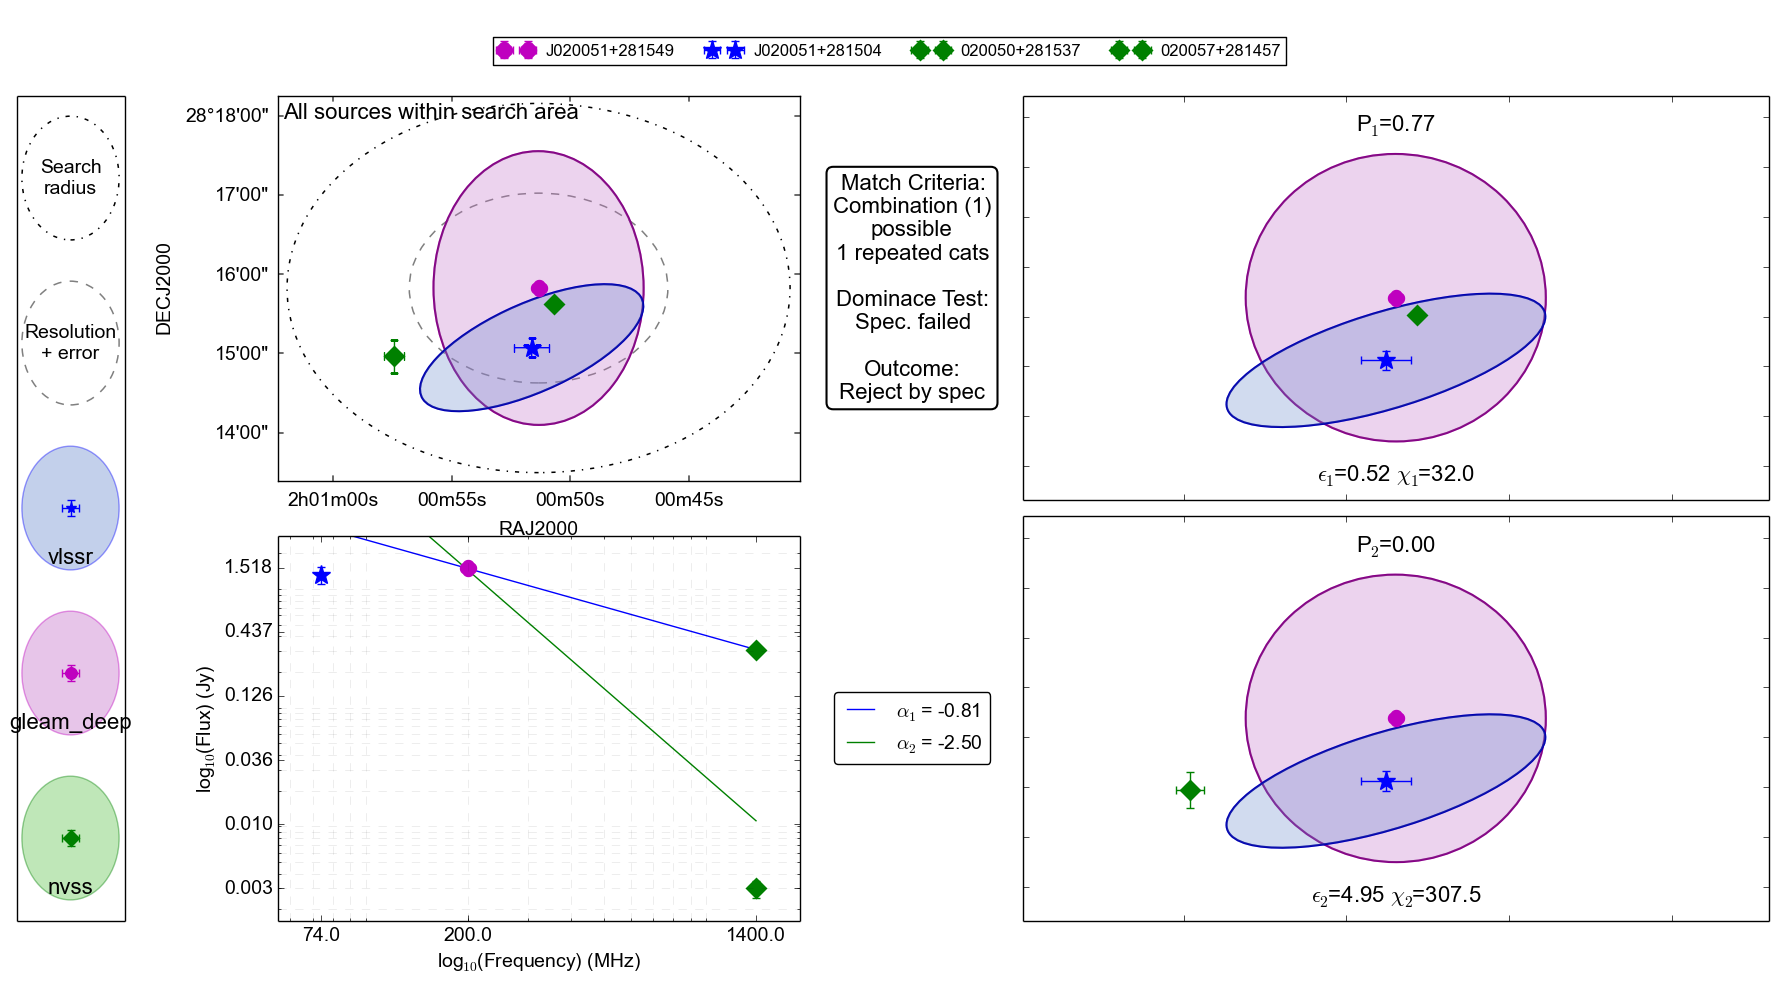 J020051+281549 J020051+281504 020050+281537 020057+281457
Search
radius
Resolution
+ error
vlssr
gleam_deep
nvss
All sources within search area
DECJ2000
28°18'00"
17'00"
16'00"
15'00"
14'00"
2h01m00s 00m55s 00m50s 00m45s
RAJ2000
Match Criteria:
Combination (1)
possible
1 repeated cats
Dominace Test:
Spec. failed
Outcome:
Reject by spec
P₁=0.77
ϵ₁=0.52 χ₁=32.0
log₁₀(Flux) (Jy)
1.518
0.437
0.126
0.036
0.010
0.003
74.0 200.0 1400.0
log₁₀(Frequency) (MHz)
α₁ = -0.81
α₂ = -2.50
P₂=0.00
ϵ₂=4.95 χ₂=307.5